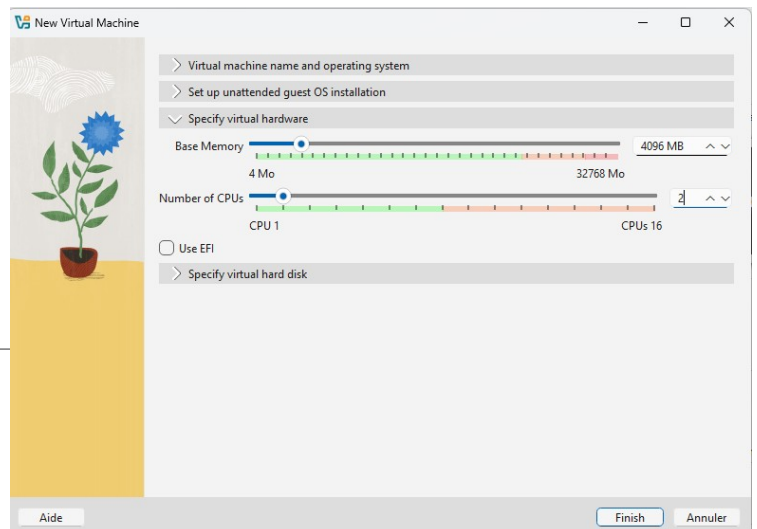 New Virtual Machine
Virtual machine name and operating system
Set up unattended guest OS installation
Specify virtual hardware
Base Memory 4096 MB
4 Mo 32768 Mo
Number of CPUs 2
CPU 1 CPUs 16
Use EFI
Specify virtual hard disk
Aide Finish Annuler